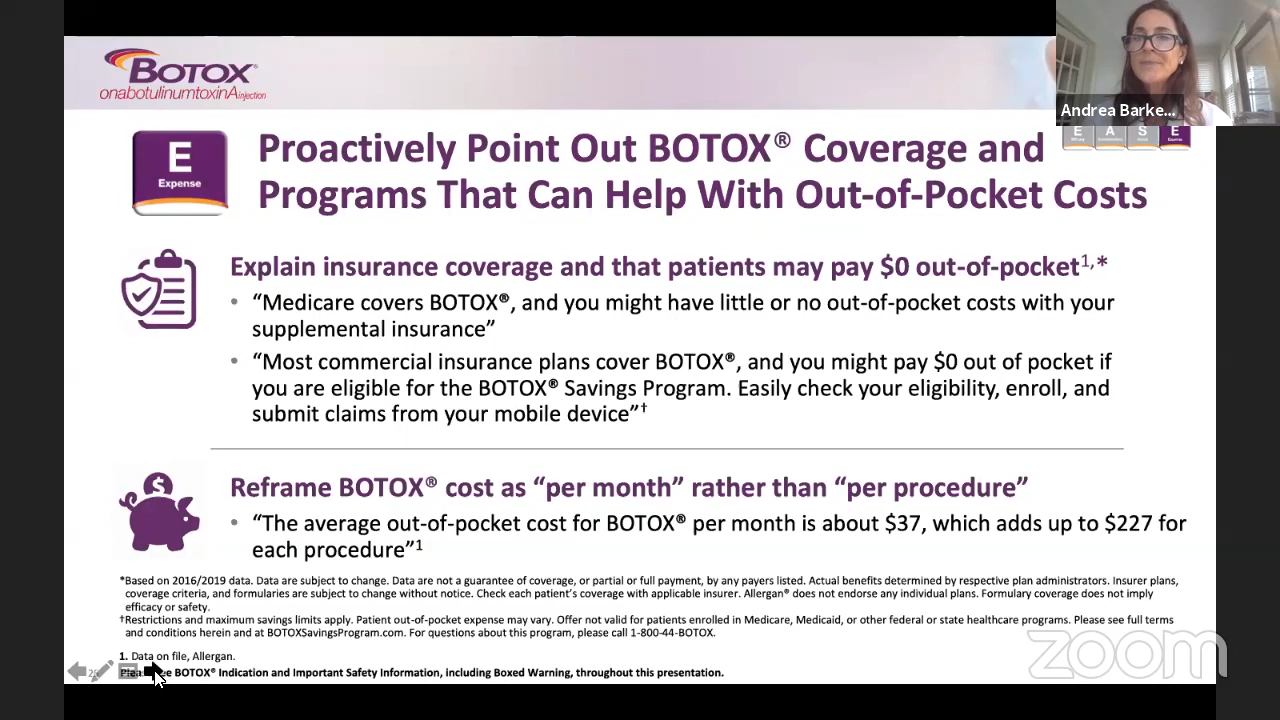 BOTOX®
onabotulinumtoxinA injection
Andrea Barke...
E A S E
Expense
E
Expense
Proactively Point Out BOTOX® Coverage and
Programs That Can Help With Out-of-Pocket Costs
Explain insurance coverage and that patients may pay $0 out-of-pocket1,*
• “Medicare covers BOTOX®, and you might have little or no out-of-pocket costs with your
supplemental insurance”
• “Most commercial insurance plans cover BOTOX®, and you might pay $0 out of pocket if
you are eligible for the BOTOX® Savings Program. Easily check your eligibility, enroll, and
submit claims from your mobile device”†
Reframe BOTOX® cost as “per month” rather than “per procedure”
• “The average out-of-pocket cost for BOTOX® per month is about $37, which adds up to $227 for
each procedure”1
*Based on 2016/2019 data. Data are subject to change. Data are not a guarantee of coverage, or partial or full payment, by any payers listed. Actual benefits determined by respective plan administrators. Insurer plans,
coverage criteria, and formularies are subject to change without notice. Check each patient’s coverage with applicable insurer. Allergan® does not endorse any individual plans. Formulary coverage does not imply
efficacy or safety.
†Restrictions and maximum savings limits apply. Patient out-of-pocket expense may vary. Offer not valid for patients enrolled in Medicare, Medicaid, or other federal or state healthcare programs. Please see full terms
and conditions herein and at BOTOXSavingsProgram.com. For questions about this program, please call 1-800-44-BOTOX.
1. Data on file, Allergan.
BOTOX® Indication and Important Safety Information, including Boxed Warning, throughout this presentation.
zoom